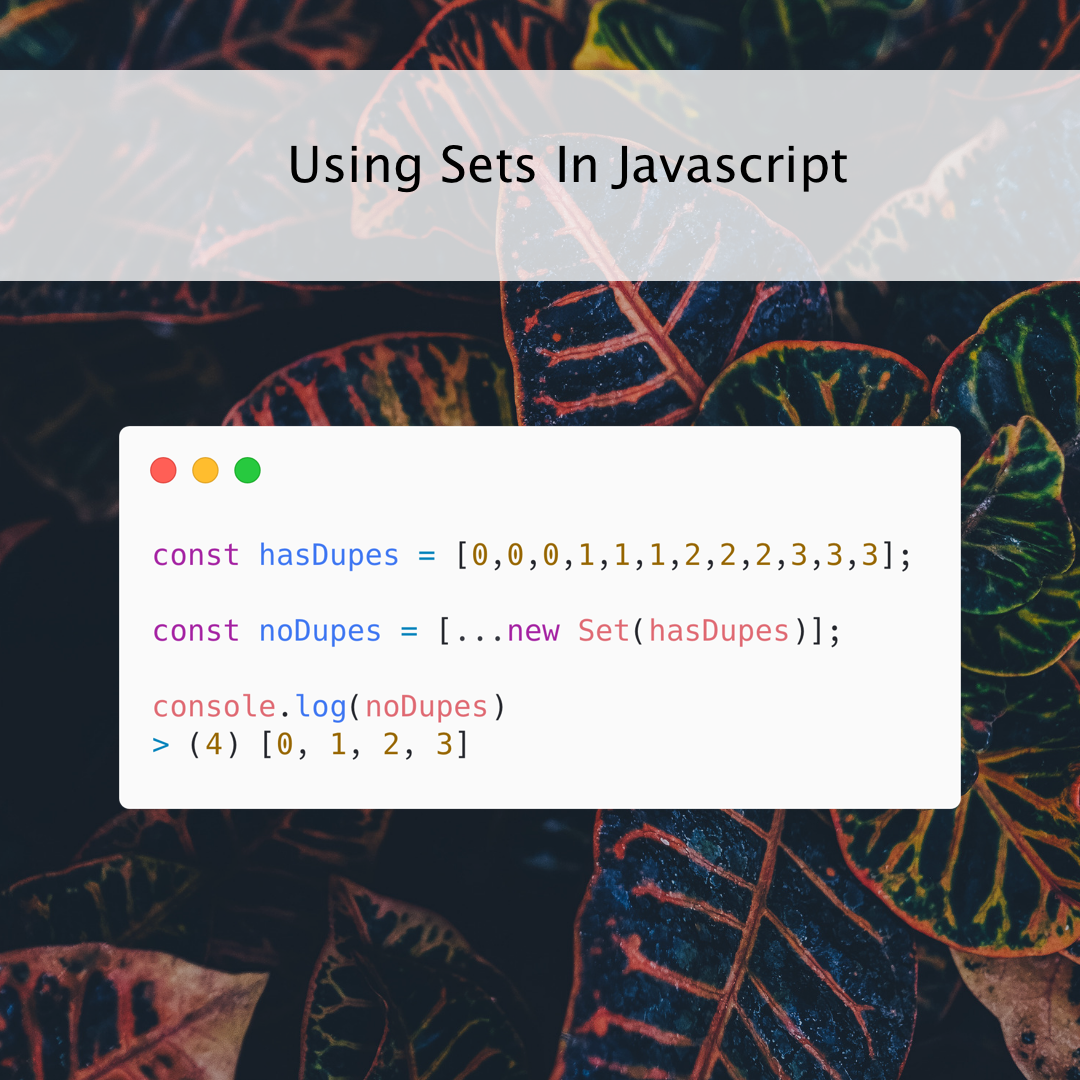 Using Sets In Javascript
const hasDupes = [0,0,0,1,1,1,2,2,2,3,3,3];
const noDupes = [...new Set(hasDupes)];
console.log(noDupes)
> (4) [0, 1, 2, 3]